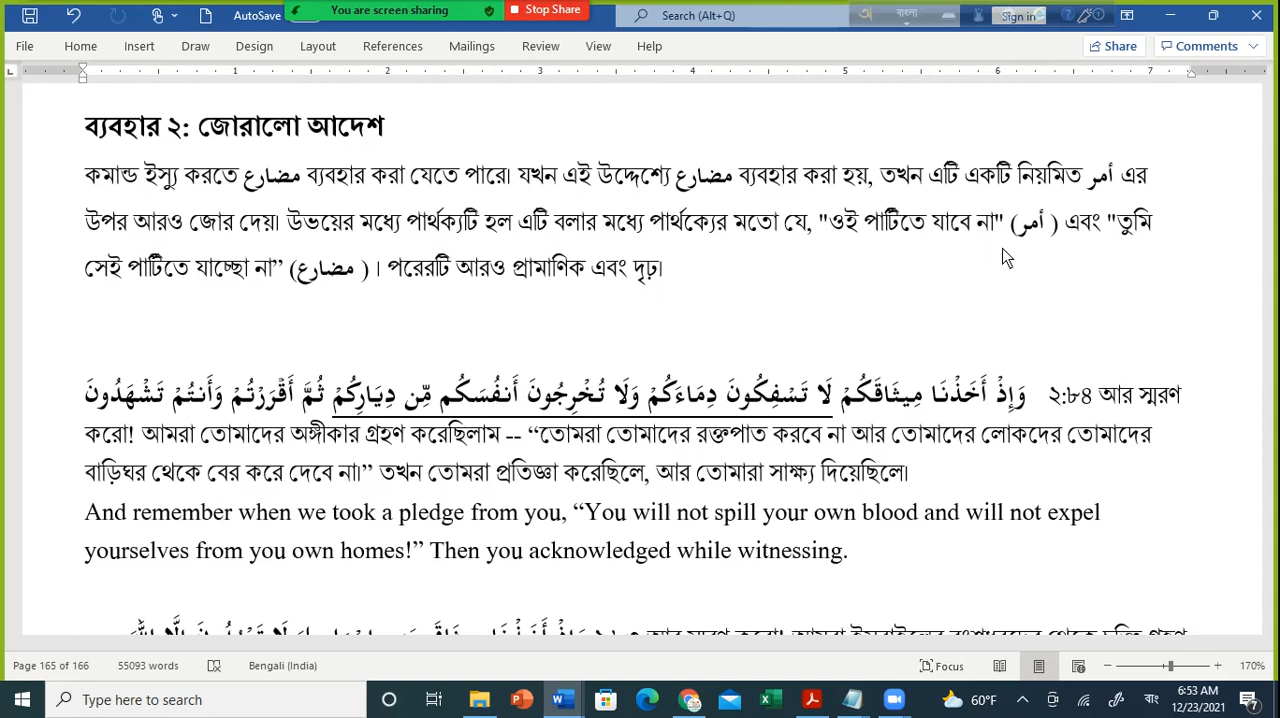 AutoSave
You are screen sharing
Stop Share
Search (Alt+Q)
বাংলা
Sign in
File Home Insert Draw Design Layout References Mailings Review View Help
Share Comments
1 2 3 4 5 6 7
ব্যবহার ২: জোরালো আদেশ
কমান্ড ইস্যু করতে مضارع ব্যবহার করা যেতে পারে। যখন এই উদ্দেশ্যে مضارع ব্যবহার করা হয়, তখন এটি একটি নিয়মিত أمر এর
উপর আরও জোর দেয়। উভয়ের মধ্যে পার্থক্যটি হল এটি বলার মধ্যে পার্থক্যের মতো যে, "ওই পার্টিতে যাবে না" (أمر ) এবং "তুমি
সেই পার্টিতে যাচ্ছো না” (مضارع ) । পরেরটি আরও প্রামাণিক এবং দৃঢ়।
وَإِذْ أَخَذْنَا مِيثَاقَكُمْ لَا تَسْفِكُونَ دِمَاءَكُمْ وَلَا تُخْرِجُونَ أَنفُسَكُم مِّن دِيَارِكُمْ ثُمَّ أَقْرَرْتُمْ وَأَنتُمْ تَشْهَدُونَ ২:৮৪ আর স্মরণ
করো! আমরা তোমাদের অঙ্গীকার গ্রহণ করেছিলাম -- “তোমরা তোমাদের রক্তপাত করবে না আর তোমাদের লোকদের তোমাদের
বাড়িঘর থেকে বের করে দেবে না।” তখন তোমরা প্রতিজ্ঞা করেছিলে, আর তোমারা সাক্ষ্য দিয়েছিলে।
And remember when we took a pledge from you, “You will not spill your own blood and will not expel
yourselves from you own homes!” Then you acknowledged while witnessing.
Page 165 of 166 55093 words Bengali (India) Focus 170%
Type here to search 60°F বাং 6:53 AM
12/23/2021